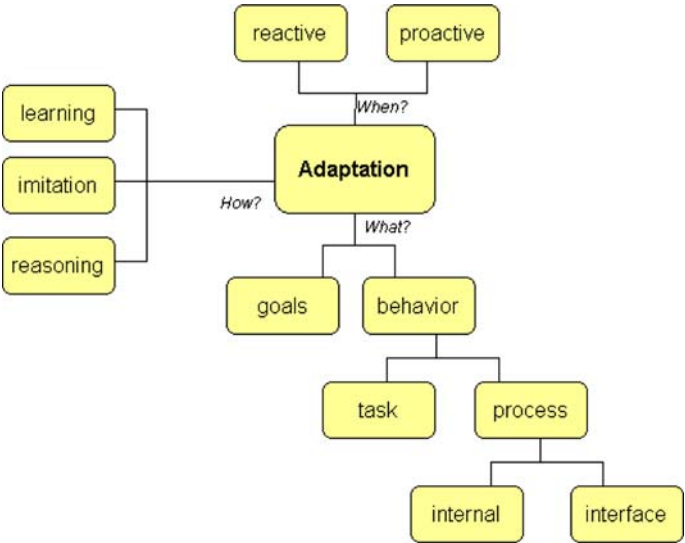 reactive
proactive
When?
learning
imitation
reasoning
How?
Adaptation
What?
goals
behavior
task
process
internal
interface